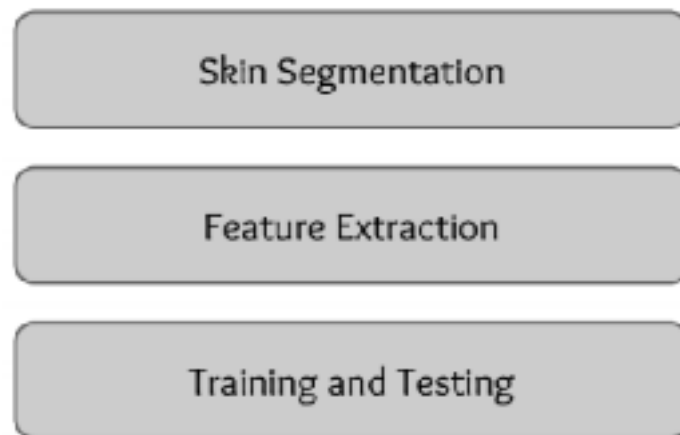 Skin Segmentation
Feature Extraction
Training and Testing